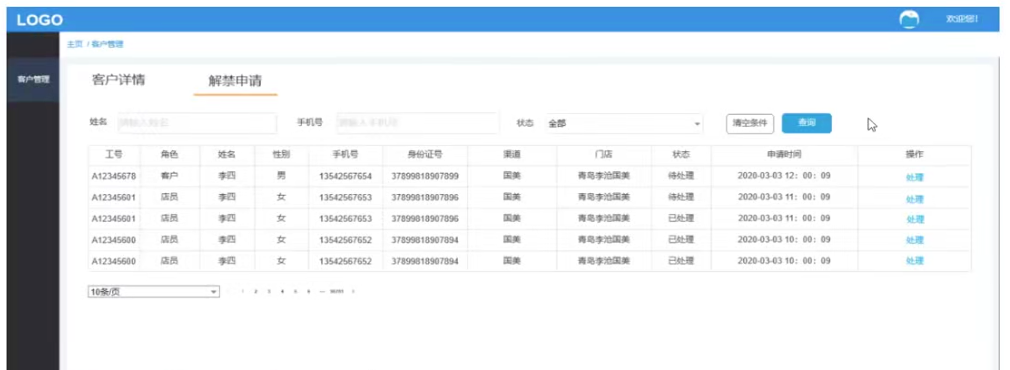 LOGO 欢迎您!
主页 / 客户管理
客户管理
客户详情 解禁申请
姓名 请输入姓名 手机号 请输入手机号 状态 全部 清空条件 查询
工号 角色 姓名 性别 手机号 身份证号 渠道 门店 状态 申请时间 操作
A12345678 客户 李四 男 13542567654 37899818907899 国美 青岛李沧国美 待处理 2020-03-03 12: 00: 09 处理
A12345601 店员 李四 女 13542567653 37899818907896 国美 青岛李沧国美 待处理 2020-03-03 11: 00: 09 处理
A12345601 店员 李四 女 13542567653 37899818907896 国美 青岛李沧国美 已处理 2020-03-03 11: 00: 09 处理
A12345600 店员 李四 女 13542567652 37899818907894 国美 青岛李沧国美 已处理 2020-03-03 10: 00: 09 处理
A12345600 店员 李四 女 13542567652 37899818907894 国美 青岛李沧国美 已处理 2020-03-03 10: 00: 09 处理
10条/页 1 2 3 4 5 6